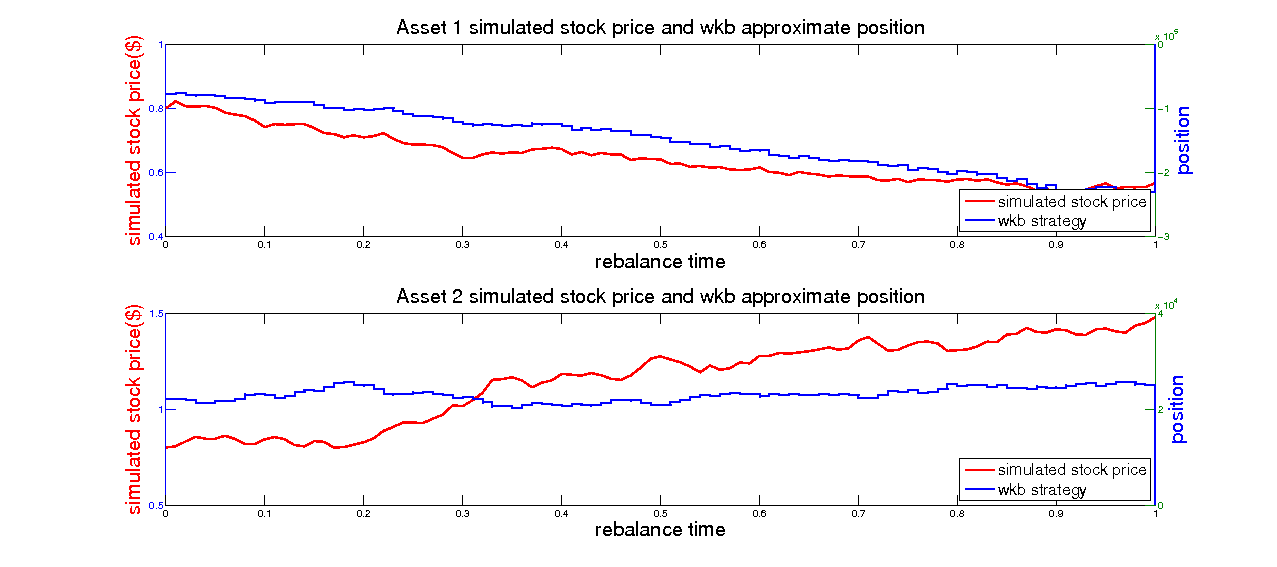 Asset 1 simulated stock price and wkb approximate position
simulated stock price($)
1
0.8
0.6
0.4
x 10^5
0
-1
-2
-3
position
simulated stock price
wkb strategy
0 0.1 0.2 0.3 0.4 0.5 0.6 0.7 0.8 0.9 1
rebalance time
Asset 2 simulated stock price and wkb approximate position
simulated stock price($)
1.5
1
0.5
x 10^4
4
2
0
position
simulated stock price
wkb strategy
0 0.1 0.2 0.3 0.4 0.5 0.6 0.7 0.8 0.9 1
rebalance time